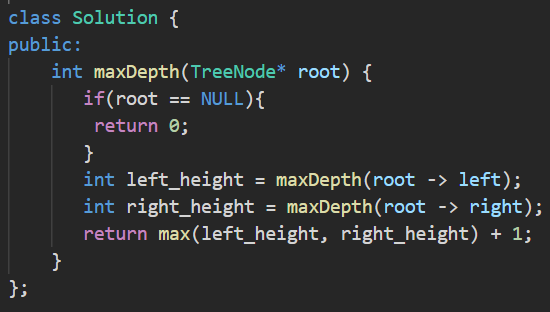 class Solution {
public:
    int maxDepth(TreeNode* root) {
       if(root == NULL){
        return 0;
       }
       int left_height = maxDepth(root -> left);
       int right_height = maxDepth(root -> right);
       return max(left_height, right_height) + 1;
    }
};